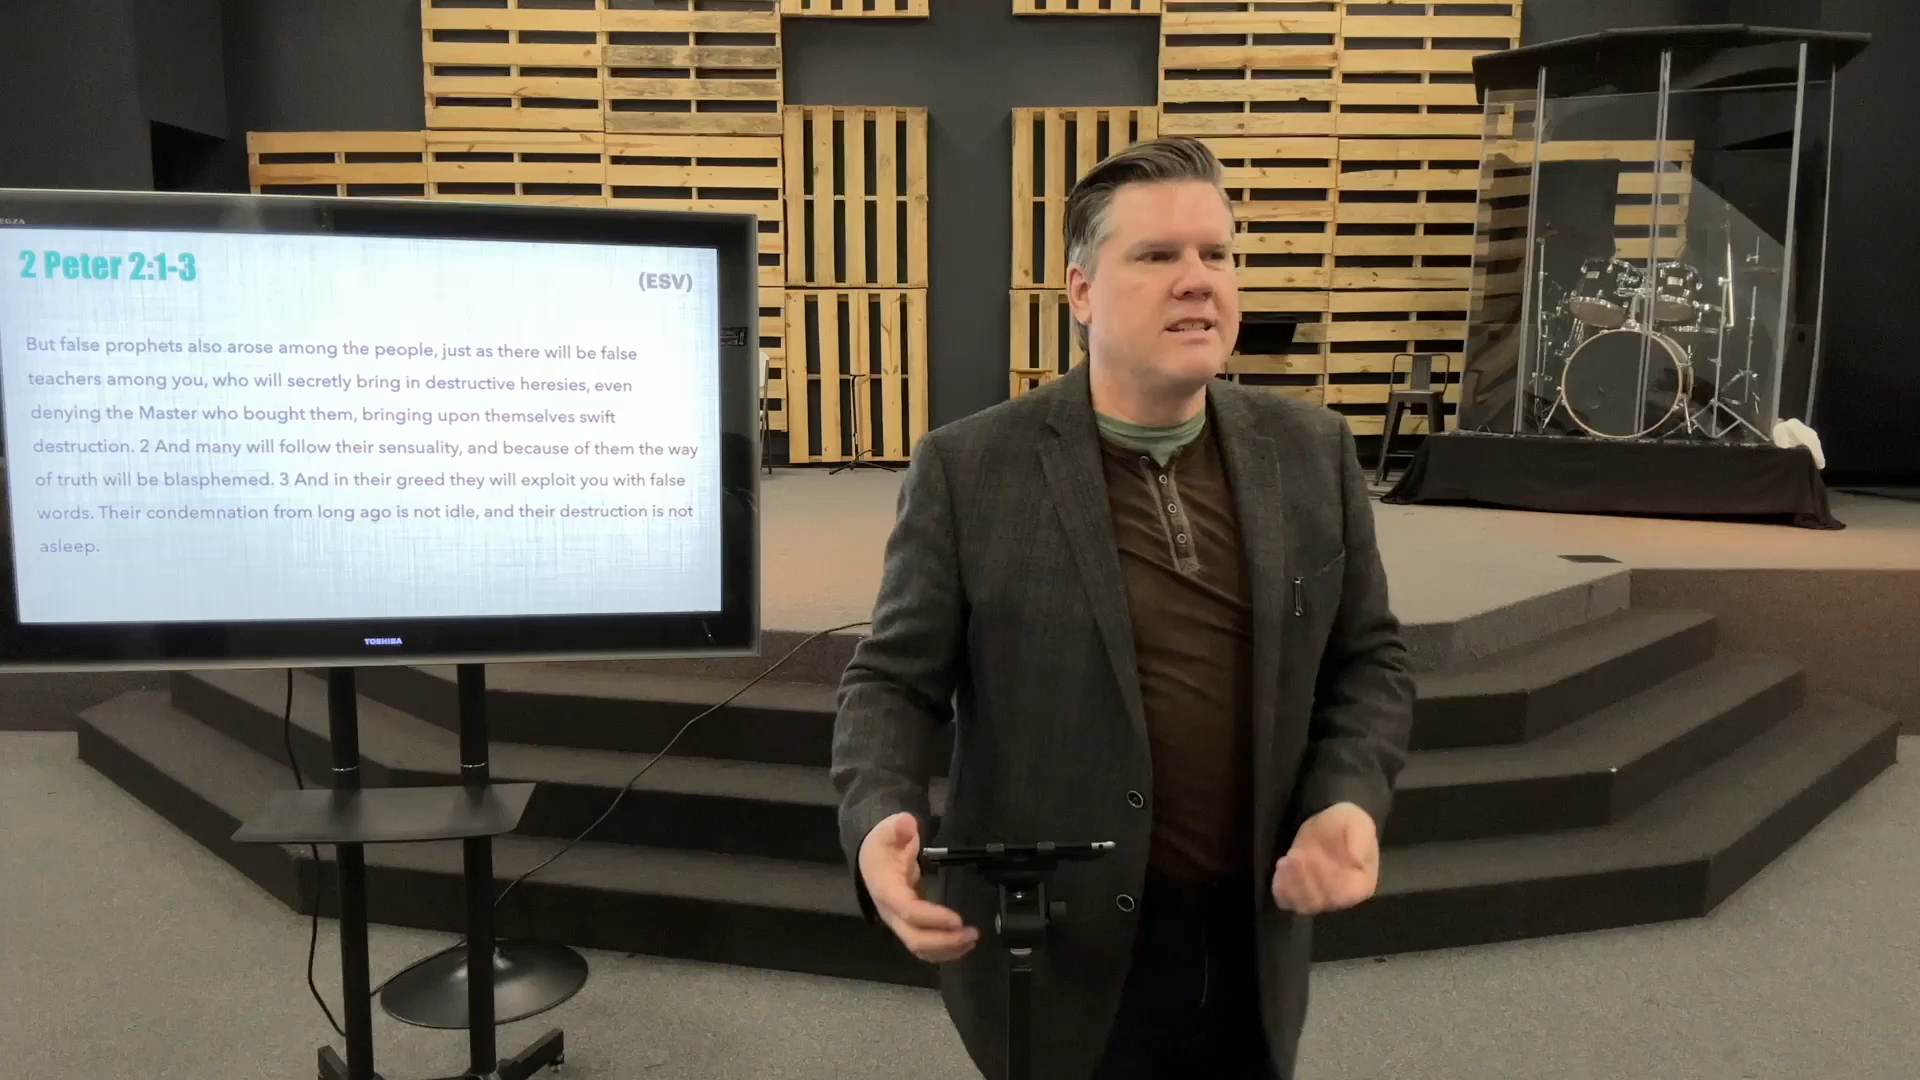 EGZA
2 Peter 2:1-3
(ESV)
But false prophets also arose among the people, just as there will be false
teachers among you, who will secretly bring in destructive heresies, even
denying the Master who bought them, bringing upon themselves swift
destruction. 2 And many will follow their sensuality, and because of them the way
of truth will be blasphemed. 3 And in their greed they will exploit you with false
words. Their condemnation from long ago is not idle, and their destruction is not
asleep.
TOSHIBA